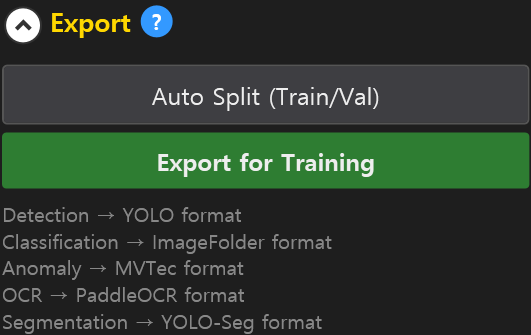 Export ?
Auto Split (Train/Val)
Export for Training
Detection → YOLO format
Classification → ImageFolder format
Anomaly → MVTec format
OCR → PaddleOCR format
Segmentation → YOLO-Seg format